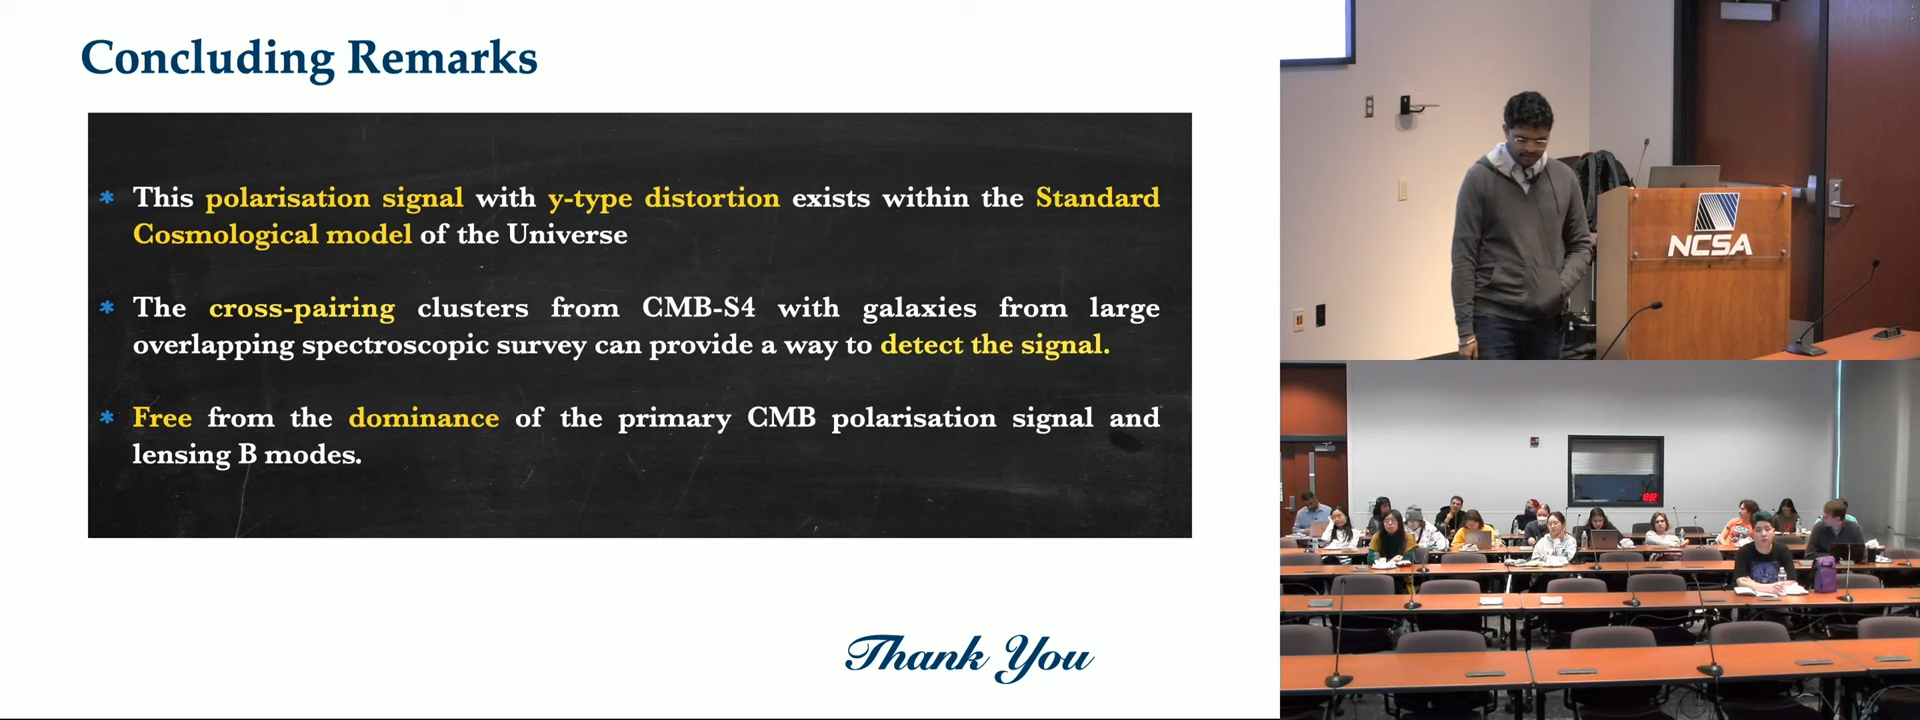 Concluding Remarks
* This polarisation signal with y-type distortion exists within the Standard
Cosmological model of the Universe
* The cross-pairing clusters from CMB-S4 with galaxies from large
overlapping spectroscopic survey can provide a way to detect the signal.
* Free from the dominance of the primary CMB polarisation signal and
lensing B modes.
Thank You
NCSA